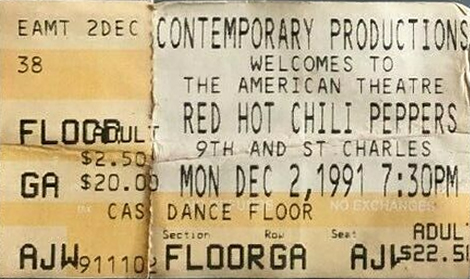 EAMT 2DEC
38
FLOOR ADULT
$2.50
GA $20.00
CAS
AJW 91110
CONTEMPORARY PRODUCTIONS
WELCOMES TO
THE AMERICAN THEATRE
RED HOT CHILI PEPPERS
9TH AND ST CHARLES
MON DEC 2,1991 7:30PM
NO EXCHANGES
DANCE FLOOR
Section Row Seat ADUL
FLOORGA AJW $22.5